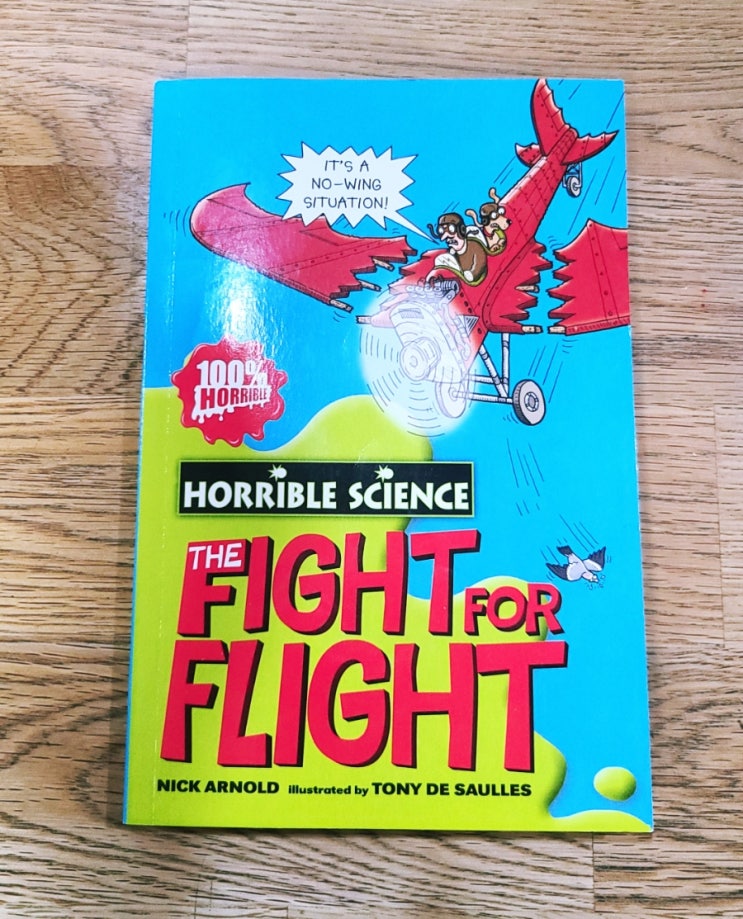 IT'S A
NO-WING
SITUATION!
100%
HORRIBLE
HORRIBLE SCIENCE
THE FIGHT FOR
FLIGHT
NICK ARNOLD illustrated by TONY DE SAULLES